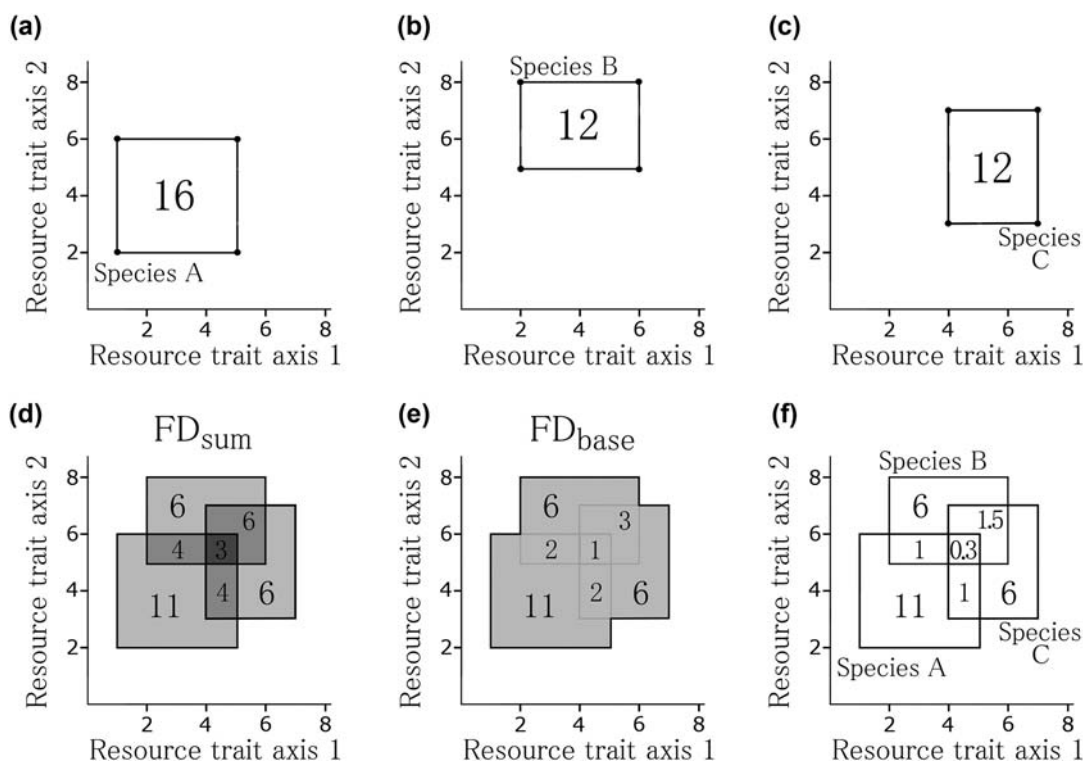 (a)
Resource trait axis 2
8
6
4
2
16
Species A
2 4 6 8
Resource trait axis 1
(b)
Resource trait axis 2
8
6
4
2
Species B
12
2 4 6 8
Resource trait axis 1
(c)
Resource trait axis 2
8
6
4
2
12
Species
C
2 4 6 8
Resource trait axis 1
(d)
FDsum
Resource trait axis 2
8
6
4
2
6
6
4 3
4 6
11
2 4 6 8
Resource trait axis 1
(e)
FDbase
Resource trait axis 2
8
6
4
2
6
3
2 1
2 6
11
2 4 6 8
Resource trait axis 1
(f)
Resource trait axis 2
8
6
4
2
Species B
6
1.5
1 0.3
11 1 6
Species
C
Species A
2 4 6 8
Resource trait axis 1